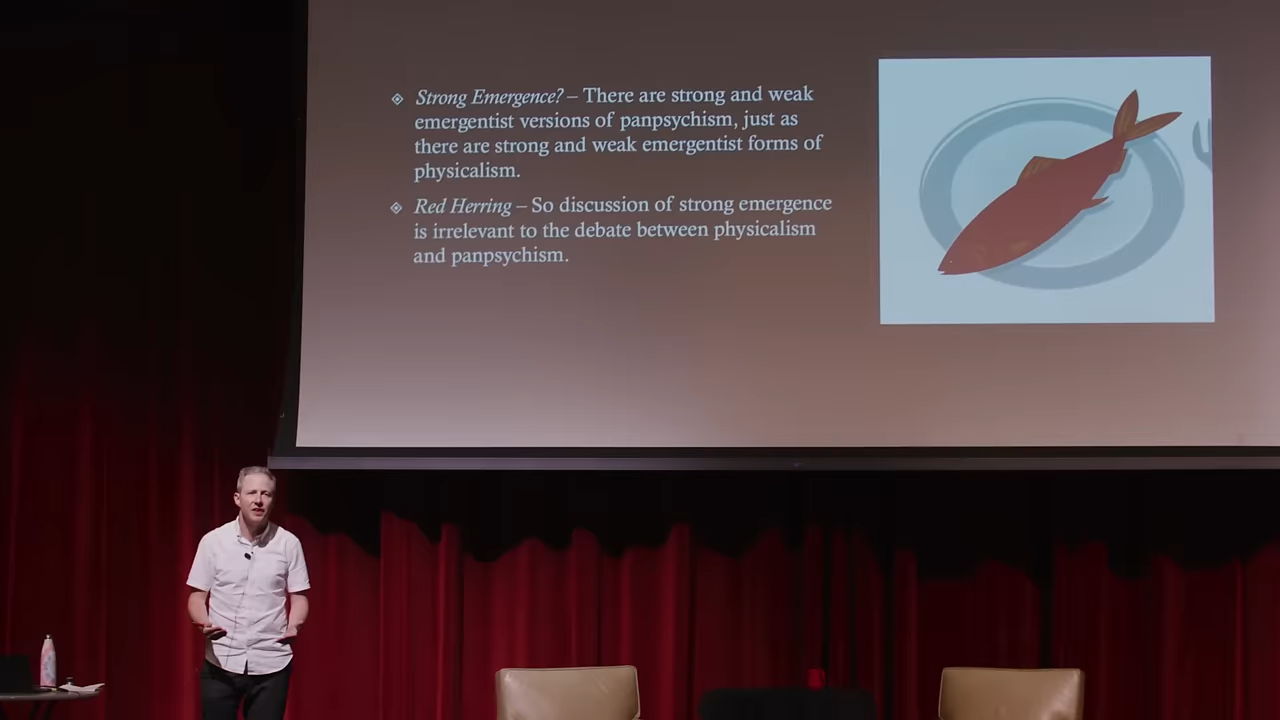 Strong Emergence? – There are strong and weak
emergentist versions of panpsychism, just as
there are strong and weak emergentist forms of
physicalism.
Red Herring – So discussion of strong emergence
is irrelevant to the debate between physicalism
and panpsychism.